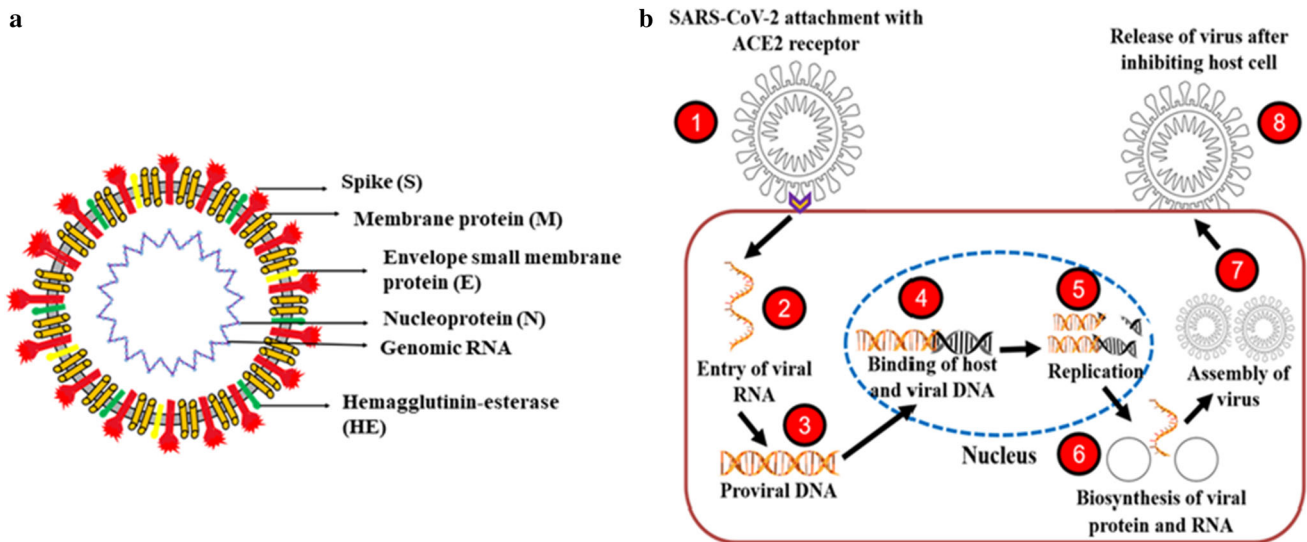 a
Spike (S)
Membrane protein (M)
Envelope small membrane
protein (E)
Nucleoprotein (N)
Genomic RNA
Hemagglutinin-esterase
(HE)
b
SARS-CoV-2 attachment with
ACE2 receptor
1
Release of virus after
inhibiting host cell
8
2
Entry of viral
RNA
3
Proviral DNA
4
Binding of host
and viral DNA
5
Replication
Nucleus
6
Biosynthesis of viral
protein and RNA
7
Assembly of
virus